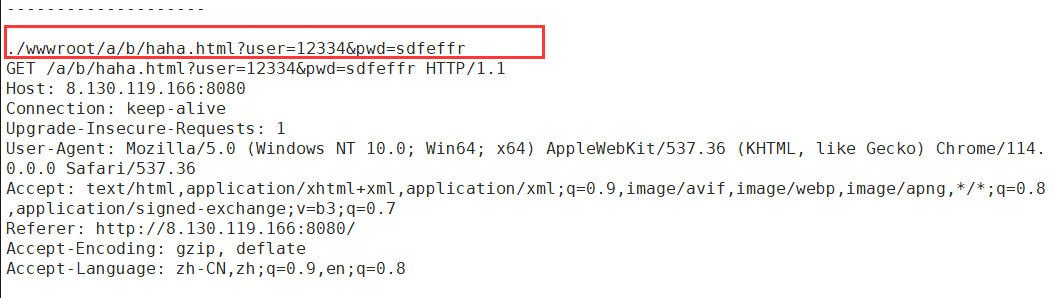 --------------------
./wwwroot/a/b/haha.html?user=12334&pwd=sdfeffr
GET /a/b/haha.html?user=12334&pwd=sdfeffr HTTP/1.1
Host: 8.130.119.166:8080
Connection: keep-alive
Upgrade-Insecure-Requests: 1
User-Agent: Mozilla/5.0 (Windows NT 10.0; Win64; x64) AppleWebKit/537.36 (KHTML, like Gecko) Chrome/114.
0.0.0 Safari/537.36
Accept: text/html,application/xhtml+xml,application/xml;q=0.9,image/avif,image/webp,image/apng,*/*;q=0.8
,application/signed-exchange;v=b3;q=0.7
Referer: http://8.130.119.166:8080/
Accept-Encoding: gzip, deflate
Accept-Language: zh-CN,zh;q=0.9,en;q=0.8